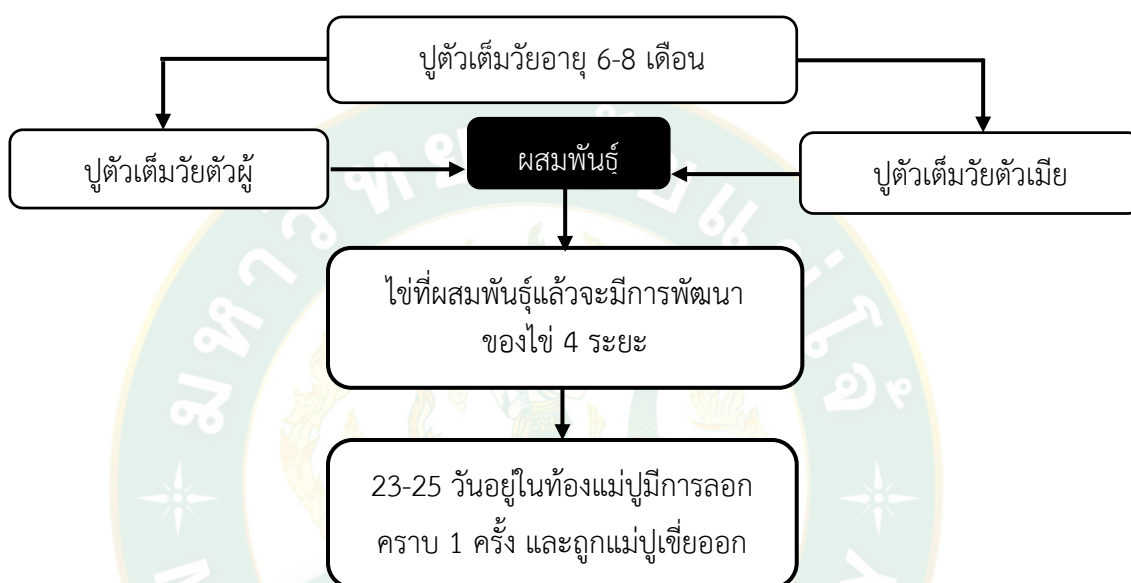 ปูตัวเต็มวัยอายุ 6-8 เดือน
ปูตัวเต็มวัยตัวผู้
ผสมพันธุ์
ปูตัวเต็มวัยตัวเมีย
ไข่ที่ผสมพันธุ์แล้วจะมีการพัฒนา
ของไข่ 4 ระยะ
23-25 วันอยู่ในท้องแม่ปูมีการลอก
คราบ 1 ครั้ง และถูกแม่ปูเขี่ยออก